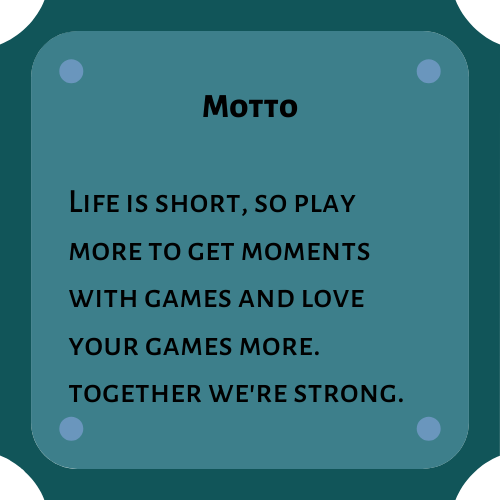 Motto
Life is short, so play
more to get moments
with games and love
your games more.
together we're strong.